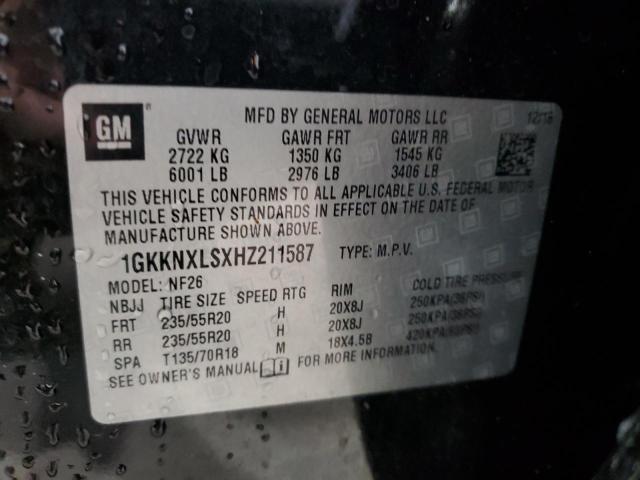 GM
MFD BY GENERAL MOTORS LLC 12/16
GVWR GAWR FRT GAWR RR
2722 KG 1350 KG 1545 KG
6001 LB 2976 LB 3406 LB
THIS VEHICLE CONFORMS TO ALL APPLICABLE U.S. FEDERAL MOTOR
VEHICLE SAFETY STANDARDS IN EFFECT ON THE DATE OF
MANUFACTURE SHOWN ABOVE.
1GKKNXLSXHZ211587 TYPE: M.P.V.
MODEL: NF26
NBJJ TIRE SIZE SPEED RTG RIM COLD TIRE PRESSURE
FRT 235/55R20 H 20X8J 250KPA(36PSI)
RR 235/55R20 H 20X8J 250KPA(36PSI)
SPA T135/70R18 M 18X4.5B 420KPA(60PSI)
SEE OWNER'S MANUAL FOR MORE INFORMATION.